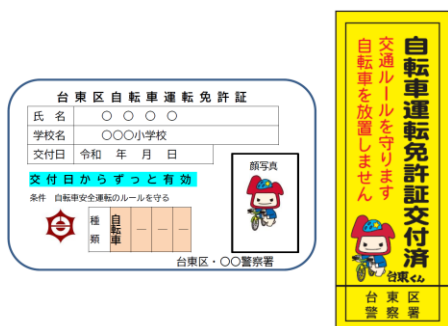 台東区自転車運転免許証
氏 名 ○ ○ ○ ○
学校名 ○○○小学校
交付日 令和 年 月 日
交付日からずっと有効
条件 自転車安全運転のルールを守る
種類 自転車 ― ― ―
顔写真
台東区・○○警察署
自転車運転免許証交付済
交通ルールを守ります
自転車を放置しません
台東くん
台東区
警察署